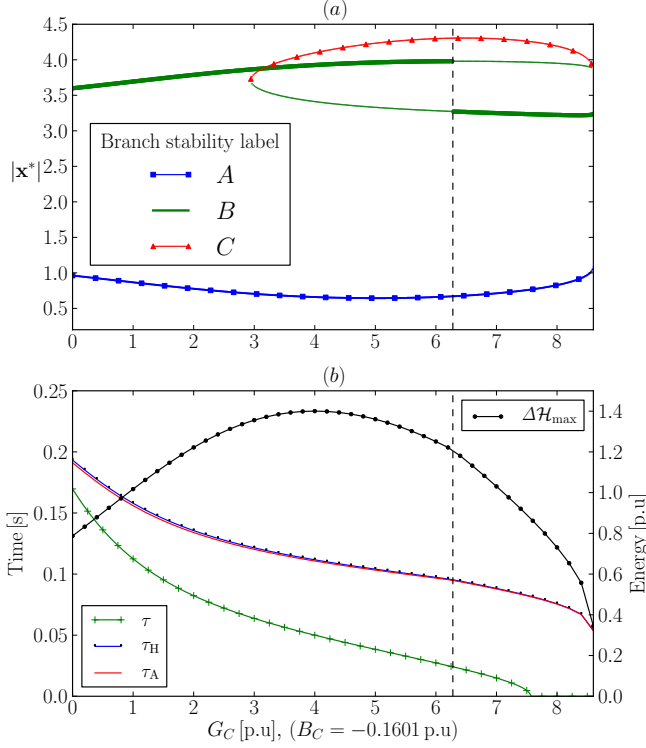 (a)
4.5
4.0
3.5
3.0
2.5
|x*|
2.0
1.5
1.0
0.5
Branch stability label
A
B
C
0 1 2 3 4 5 6 7 8
(b)
0.25
0.2
0.15
0.1
0.05
0.0
Time [s]
ΔH_max
1.4
1.2
1.0
0.8
0.6
0.4
0.2
0.0
Energy [p.u]
τ
τ_H
τ_A
0 1 2 3 4 5 6 7 8
G_C [p.u], (B_C = −0.1601 p.u)